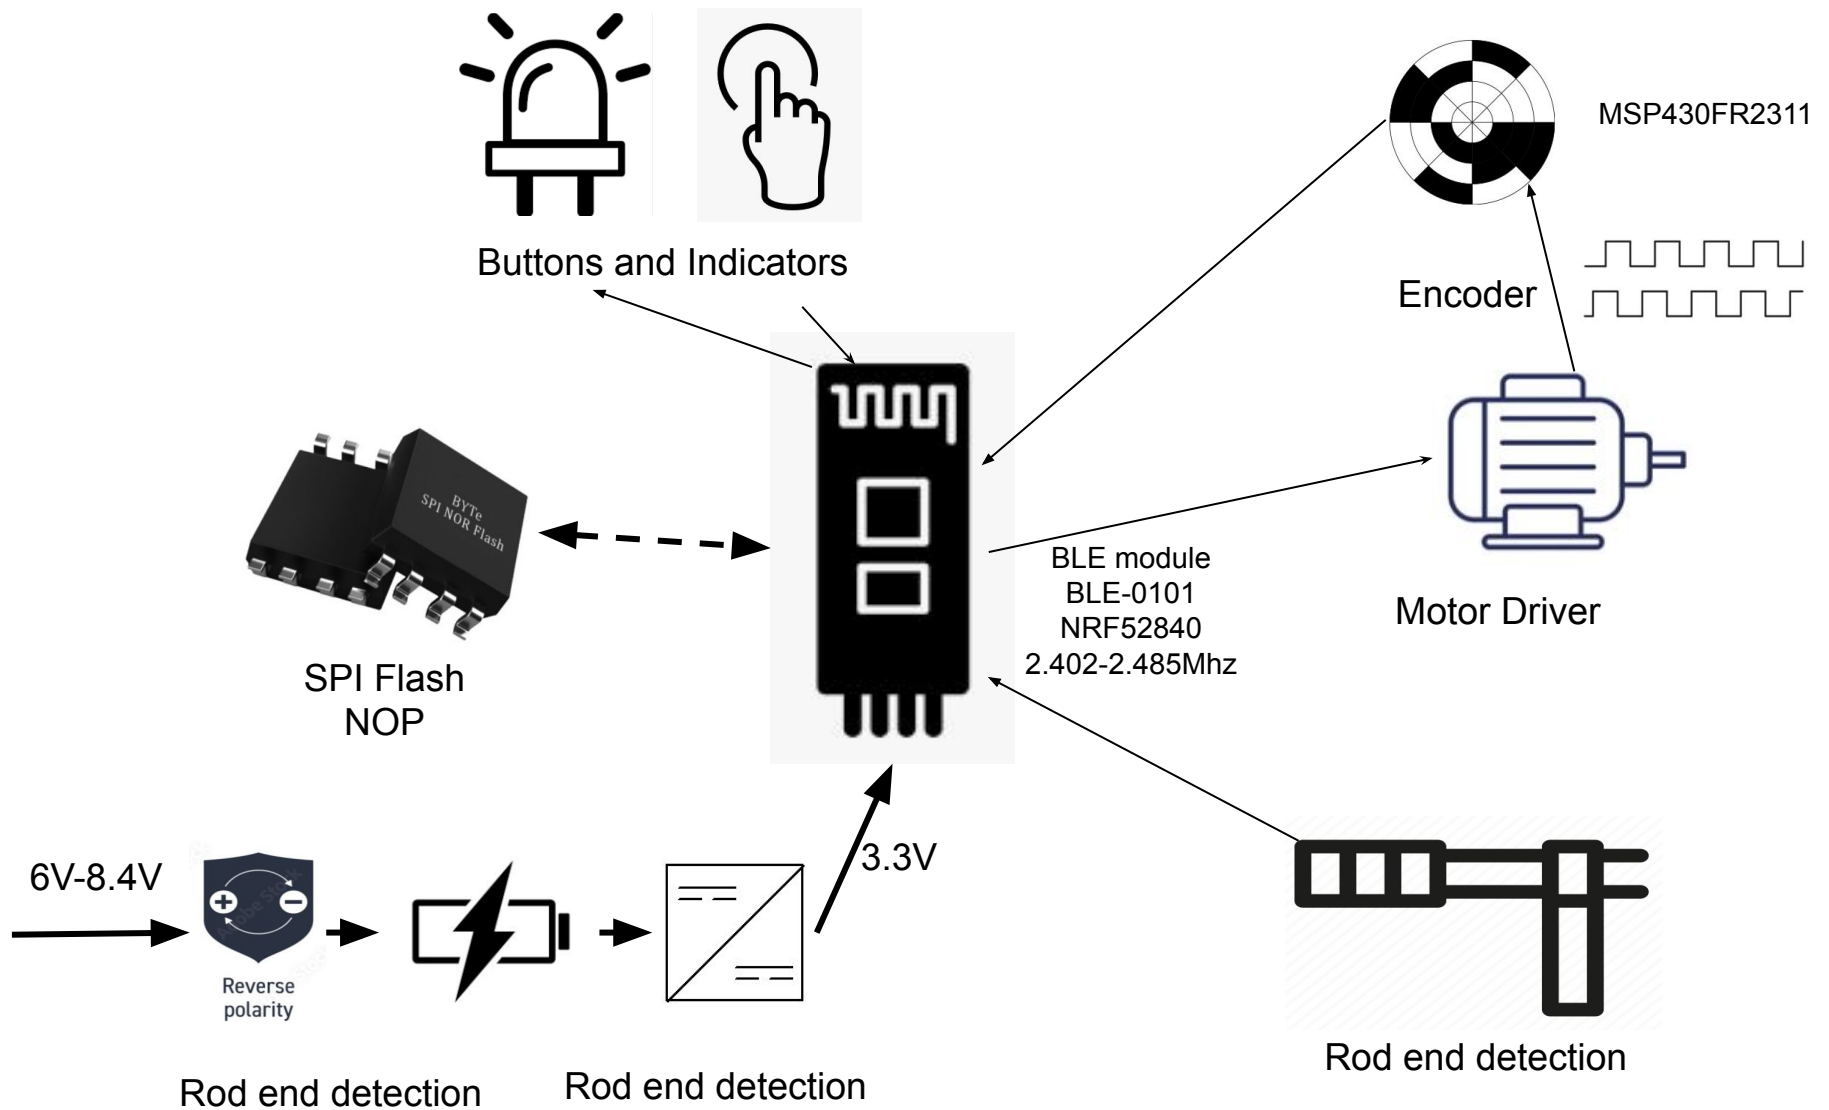 Buttons and Indicators
MSP430FR2311
Encoder
BYTe
SPI NOR Flash
SPI Flash
NOP
BLE module
BLE-0101
NRF52840
2.402-2.485Mhz
Motor Driver
6V-8.4V
Adobe Stock
Reverse
polarity
3.3V
Rod end detection
Rod end detection
Rod end detection